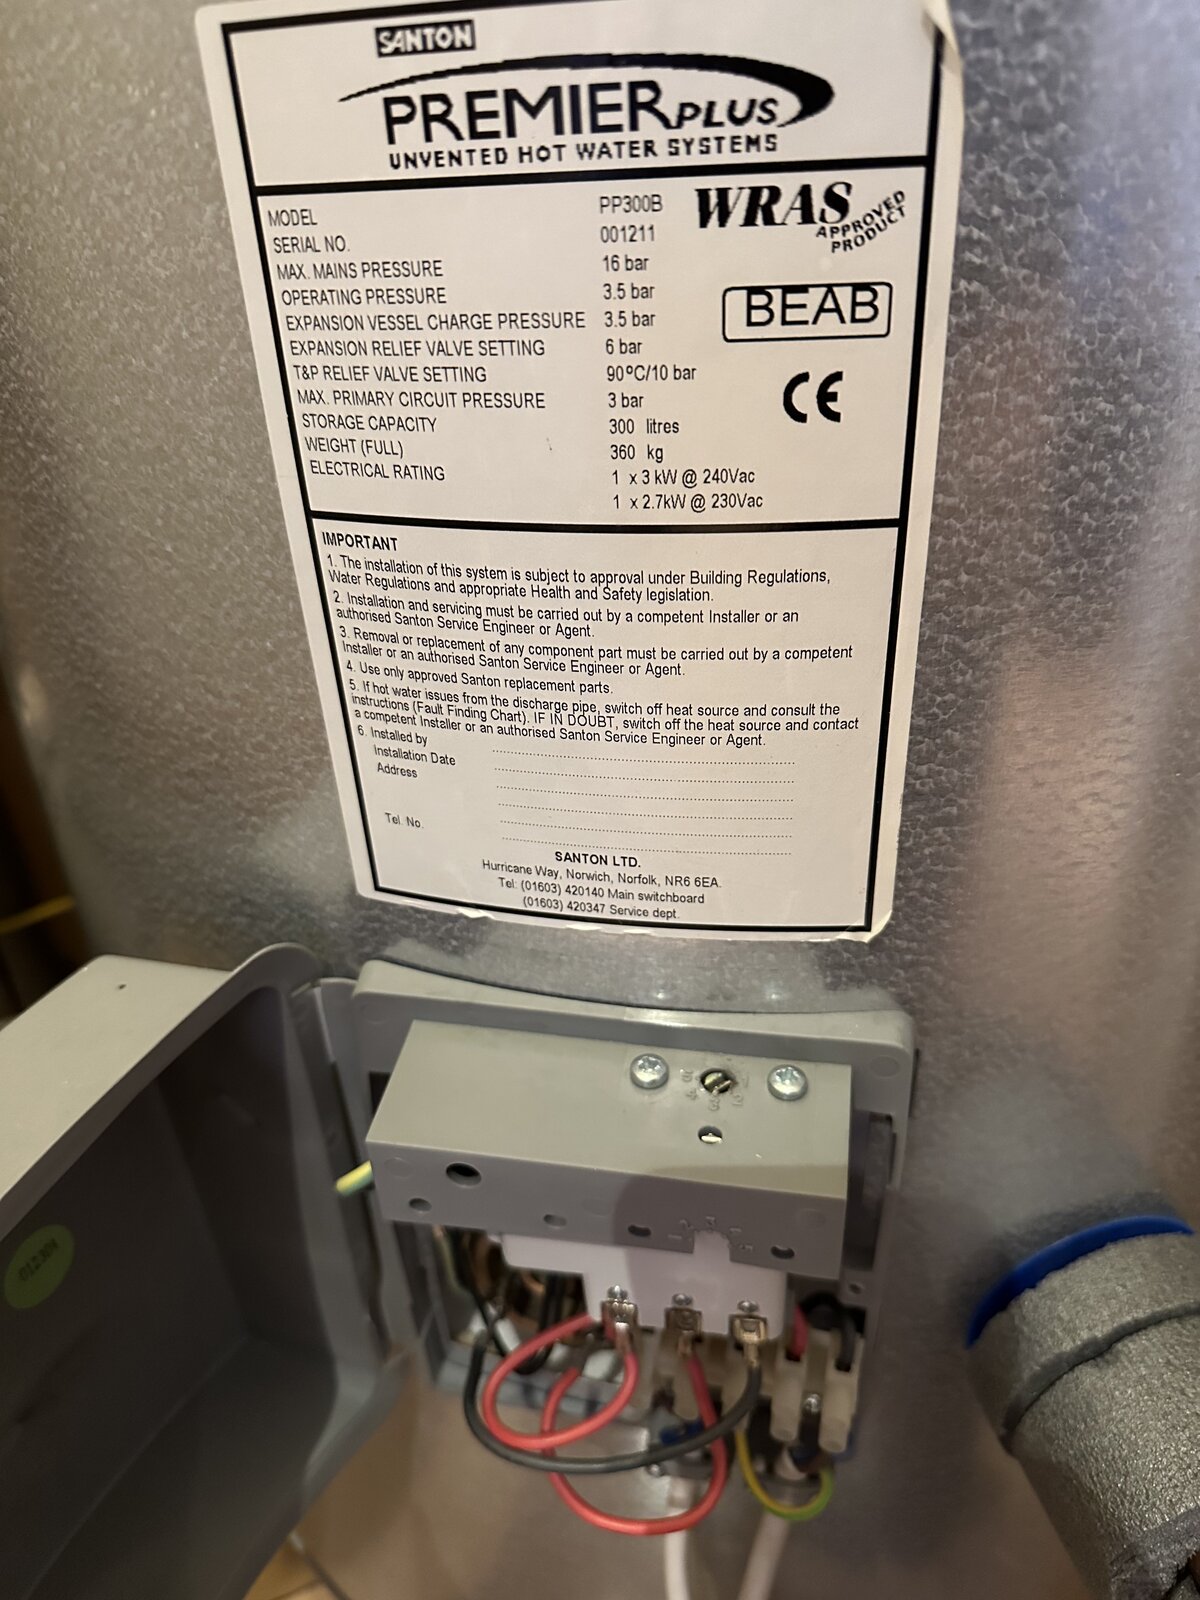 SANTON
PREMIER PLUS
UNVENTED HOT WATER SYSTEMS
MODEL PP300B
SERIAL NO. 001211
MAX. MAINS PRESSURE 16 bar
OPERATING PRESSURE 3.5 bar
EXPANSION VESSEL CHARGE PRESSURE 3.5 bar
EXPANSION RELIEF VALVE SETTING 6 bar
T&P RELIEF VALVE SETTING 90ºC/10 bar
MAX. PRIMARY CIRCUIT PRESSURE 3 bar
STORAGE CAPACITY 300 litres
WEIGHT (FULL) 360 kg
ELECTRICAL RATING 1 x 3 kW @ 240Vac
1 x 2.7kW @ 230Vac
WRAS
APPROVED
PRODUCT
BEAB
CE
IMPORTANT
1. The installation of this system is subject to approval under Building Regulations,
Water Regulations and appropriate Health and Safety legislation.
2. Installation and servicing must be carried out by a competent Installer or an
authorised Santon Service Engineer or Agent.
3. Removal or replacement of any component part must be carried out by a competent
Installer or an authorised Santon Service Engineer or Agent.
4. Use only approved Santon replacement parts.
5. If hot water issues from the discharge pipe, switch off heat source and consult the
instructions (Fault Finding Chart). IF IN DOUBT, switch off the heat source and contact
a competent Installer or an authorised Santon Service Engineer or Agent.
6. Installed by
Installation Date
Address
Tel. No.
SANTON LTD.
Hurricane Way, Norwich, Norfolk, NR6 6EA.
Tel: (01603) 420140 Main switchboard
(01603) 420347 Service dept.